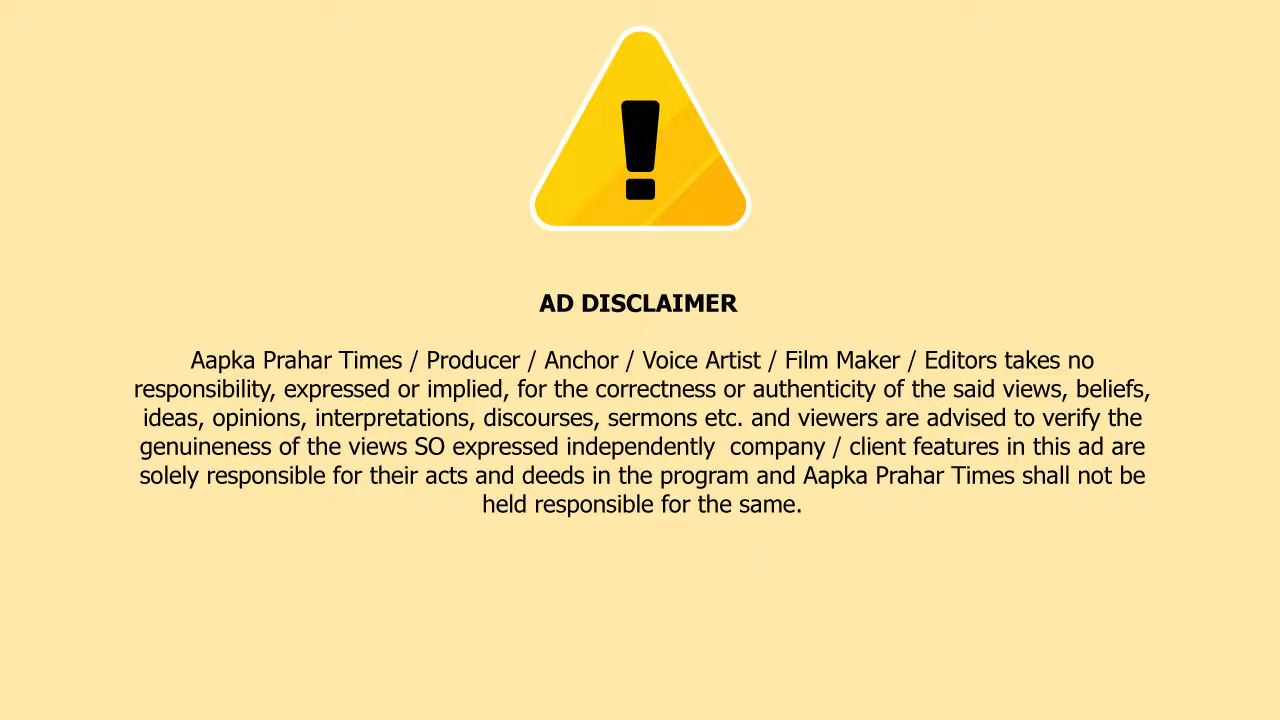 AD DISCLAIMER
Aapka Prahar Times / Producer / Anchor / Voice Artist / Film Maker / Editors takes no
responsibility, expressed or implied, for the correctness or authenticity of the said views, beliefs,
ideas, opinions, interpretations, discourses, sermons etc. and viewers are advised to verify the
genuineness of the views SO expressed independently  company / client features in this ad are
solely responsible for their acts and deeds in the program and Aapka Prahar Times shall not be
held responsible for the same.